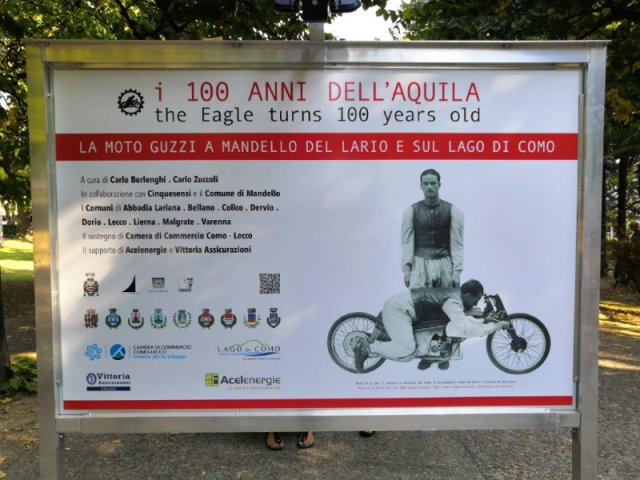 i 100 ANNI DELL'AQUILA
the Eagle turns 100 years old
LA MOTO GUZZI A MANDELLO DEL LARIO E SUL LAGO DI COMO
A cura di Carlo Borlenghi . Carlo Zuccoli
In collaborazione con Cinquesensi e il Comune di Mandello
i Comuni di Abbadia Lariana . Bellano . Colico . Dervio .
Dorio . Lecco . Lierna . Malgrate . Varenna
Il sostegno di Camera di Commercio Como - Lecco
Il supporto di Acelenergie e Vittoria Assicurazioni
CAMERA DI COMMERCIO
COMO-LECCO
LAGO DI COMO
Vittoria
Assicurazioni
Acelenergie